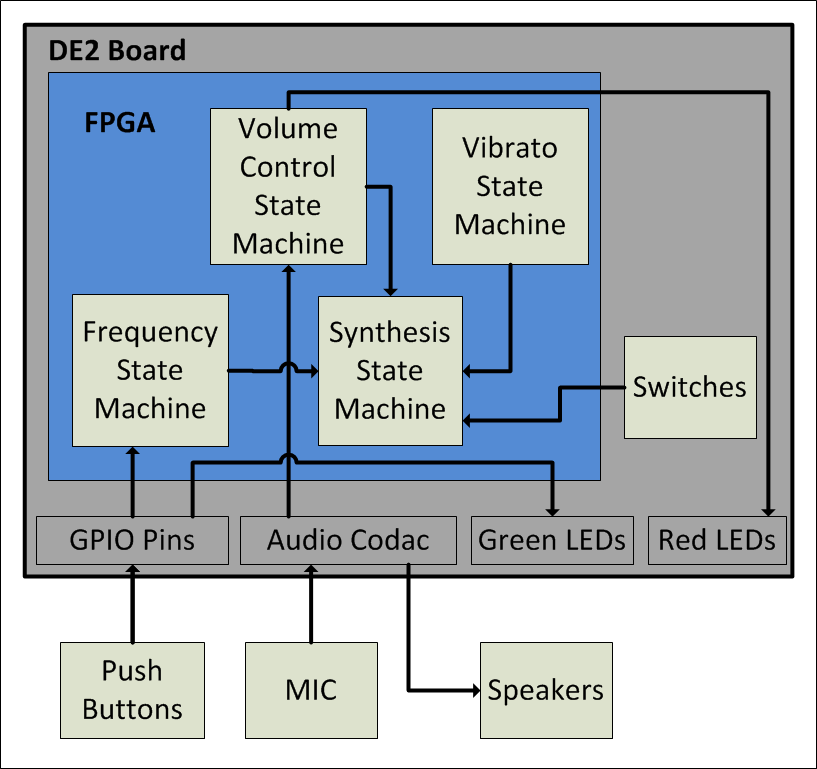 DE2 Board
FPGA
Volume
Control
State
Machine
Vibrato
State
Machine
Frequency
State
Machine
Synthesis
State
Machine
Switches
GPIO Pins
Audio Codac
Green LEDs
Red LEDs
Push
Buttons
MIC
Speakers